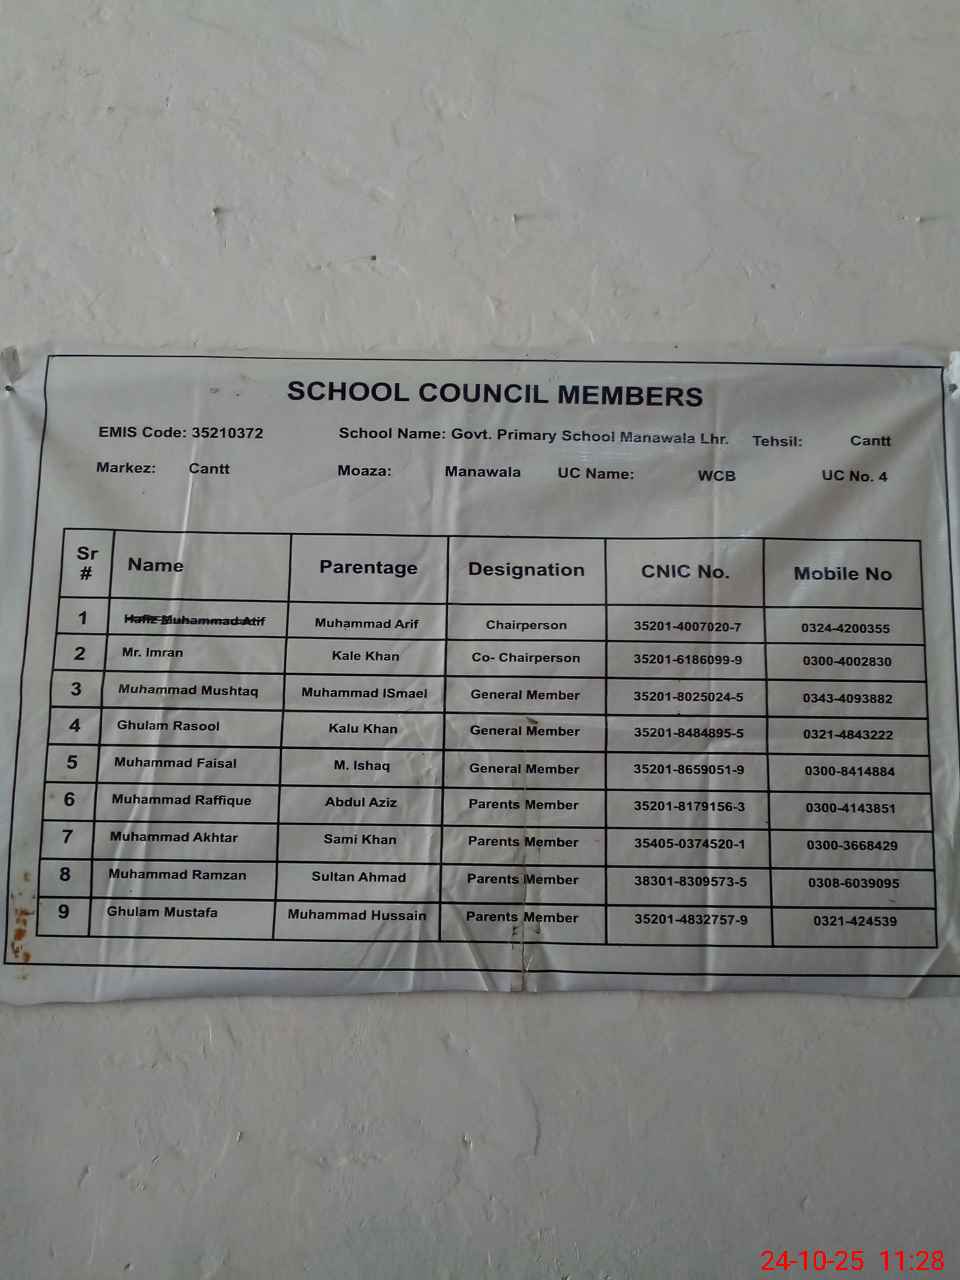 SCHOOL COUNCIL MEMBERS
EMIS Code: 35210372 School Name: Govt. Primary School Manawala Lhr. Tehsil: Cantt
Markez: Cantt Moaza: Manawala UC Name: WCB UC No. 4
Sr # Name Parentage Designation CNIC No. Mobile No
1 Hafiz Muhammad Atif Muhammad Arif Chairperson 35201-4007020-7 0324-4200355
2 Mr. Imran Kale Khan Co- Chairperson 35201-6186099-9 0300-4002830
3 Muhammad Mushtaq Muhammad ISmael General Member 35201-8025024-5 0343-4093882
4 Ghulam Rasool Kalu Khan General Member 35201-8484895-5 0321-4843222
5 Muhammad Faisal M. Ishaq General Member 35201-8659051-9 0300-8414884
6 Muhammad Raffique Abdul Aziz Parents Member 35201-8179156-3 0300-4143851
7 Muhammad Akhtar Sami Khan Parents Member 35405-0374520-1 0300-3668429
8 Muhammad Ramzan Sultan Ahmad Parents Member 38301-8309573-5 0308-6039095
9 Ghulam Mustafa Muhammad Hussain Parents Member 35201-4832757-9 0321-424539
24-10-25 11:28